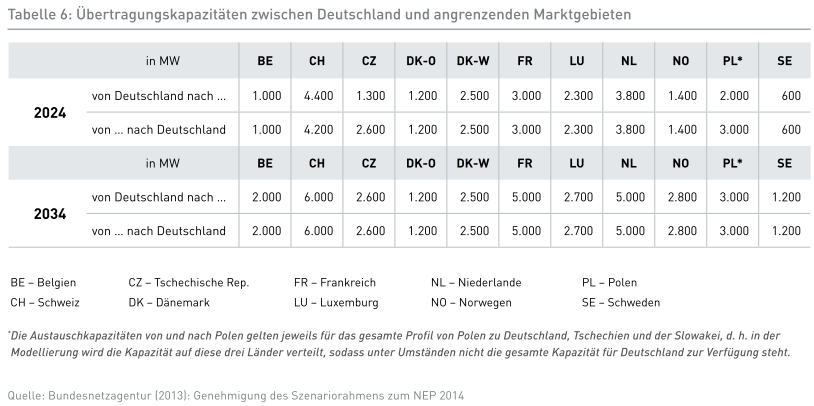 Tabelle 6: Übertragungskapazitäten zwischen Deutschland und angrenzenden Marktgebieten
in MW BE CH CZ DK-O DK-W FR LU NL NO PL* SE
2024
von Deutschland nach ... 1.000 4.400 1.300 1.200 2.500 3.000 2.300 3.800 1.400 2.000 600
von ... nach Deutschland 1.000 4.200 2.600 1.200 2.500 3.000 2.300 3.800 1.400 3.000 600
in MW BE CH CZ DK-O DK-W FR LU NL NO PL* SE
2034
von Deutschland nach ... 2.000 6.000 2.600 1.200 2.500 5.000 2.700 5.000 2.800 3.000 1.200
von ... nach Deutschland 2.000 6.000 2.600 1.200 2.500 5.000 2.700 5.000 2.800 3.000 1.200
BE – Belgien CZ – Tschechische Rep. FR – Frankreich NL – Niederlande PL – Polen
CH – Schweiz DK – Dänemark LU – Luxemburg NO – Norwegen SE – Schweden
*Die Austauschkapazitäten von und nach Polen gelten jeweils für das gesamte Profil von Polen zu Deutschland, Tschechien und der Slowakei, d. h. in der
Modellierung wird die Kapazität auf diese drei Länder verteilt, sodass unter Umständen nicht die gesamte Kapazität für Deutschland zur Verfügung steht.
Quelle: Bundesnetzagentur (2013): Genehmigung des Szenariorahmens zum NEP 2014